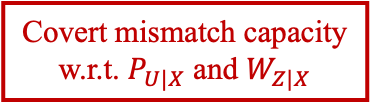 Covert mismatch capacity
w.r.t. $P_{U|X}$ and $W_{Z|X}$